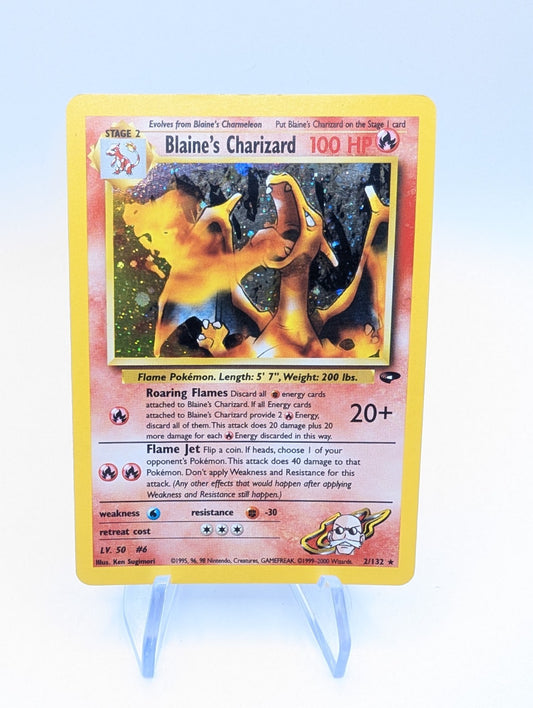 Evolves from Blaine's Charmeleon Put Blaine's Charizard on the Stage 1 card
STAGE 2
Blaine's Charizard 100 HP
Flame Pokémon. Length: 5' 7", Weight: 200 lbs.
Roaring Flames Discard all energy cards
attached to Blaine's Charizard. If all Energy cards
attached to Blaine's Charizard provide 2 Energy,
discard all of them. This attack does 20 damage plus 20
more damage for each Energy discarded in this way.
20+
Flame Jet Flip a coin. If heads, choose 1 of your
opponent's Pokémon. This attack does 40 damage to that
Pokémon. Don't apply Weakness and Resistance for this
attack. (Any other effects that would happen after applying
Weakness and Resistance still happen.)
weakness resistance -30
retreat cost
LV. 50 #6
Illus. Ken Sugimori ©1995, 96, 98 Nintendo, Creatures, GAMEFREAK. ©1999-2000 Wizards. 2/132 ★